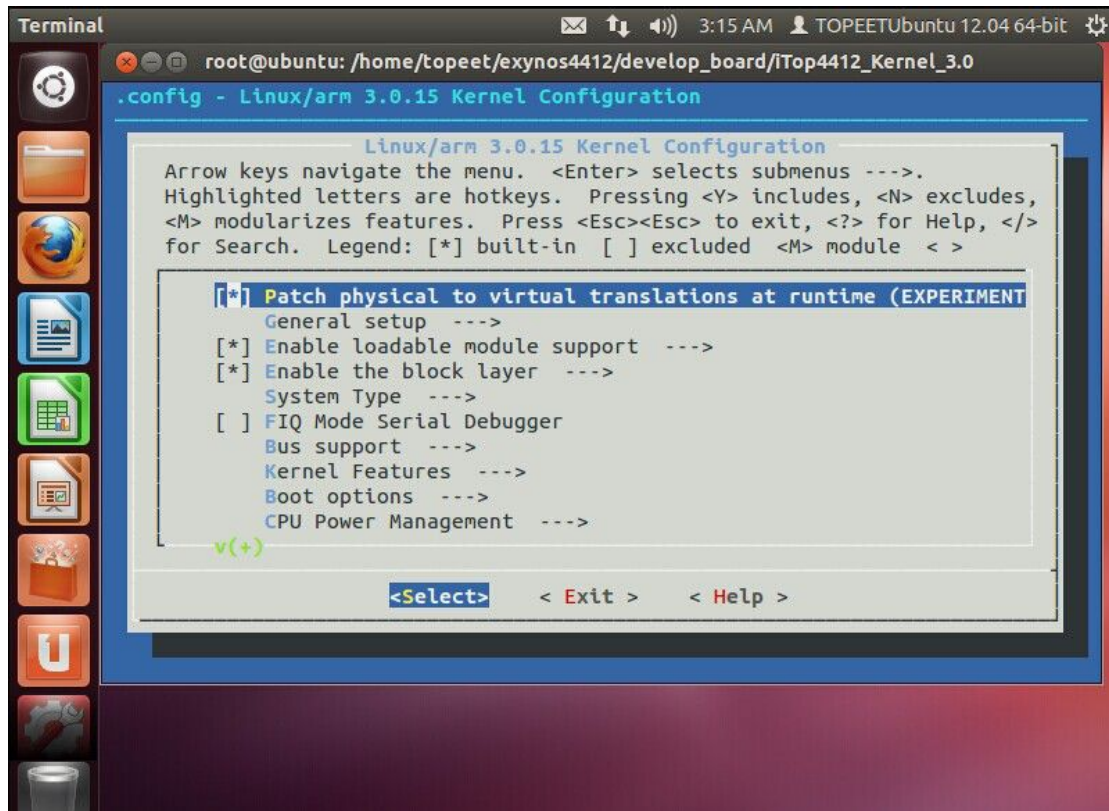 Terminal
3:15 AM TOPEETUbuntu 12.04 64-bit
root@ubuntu: /home/topeet/exynos4412/develop_board/iTop4412_Kernel_3.0
.config - Linux/arm 3.0.15 Kernel Configuration
Linux/arm 3.0.15 Kernel Configuration
Arrow keys navigate the menu.  <Enter> selects submenus --->.
Highlighted letters are hotkeys.  Pressing <Y> includes, <N> excludes,
<M> modularizes features.  Press <Esc><Esc> to exit, <?> for Help, </>
for Search.  Legend: [*] built-in  [ ] excluded  <M> module  < >
[*] Patch physical to virtual translations at runtime (EXPERIMENT
General setup  --->
[*] Enable loadable module support  --->
[*] Enable the block layer  --->
System Type  --->
[ ] FIQ Mode Serial Debugger
Bus support  --->
Kernel Features  --->
Boot options  --->
CPU Power Management  --->
v(+)
<Select>    < Exit >    < Help >